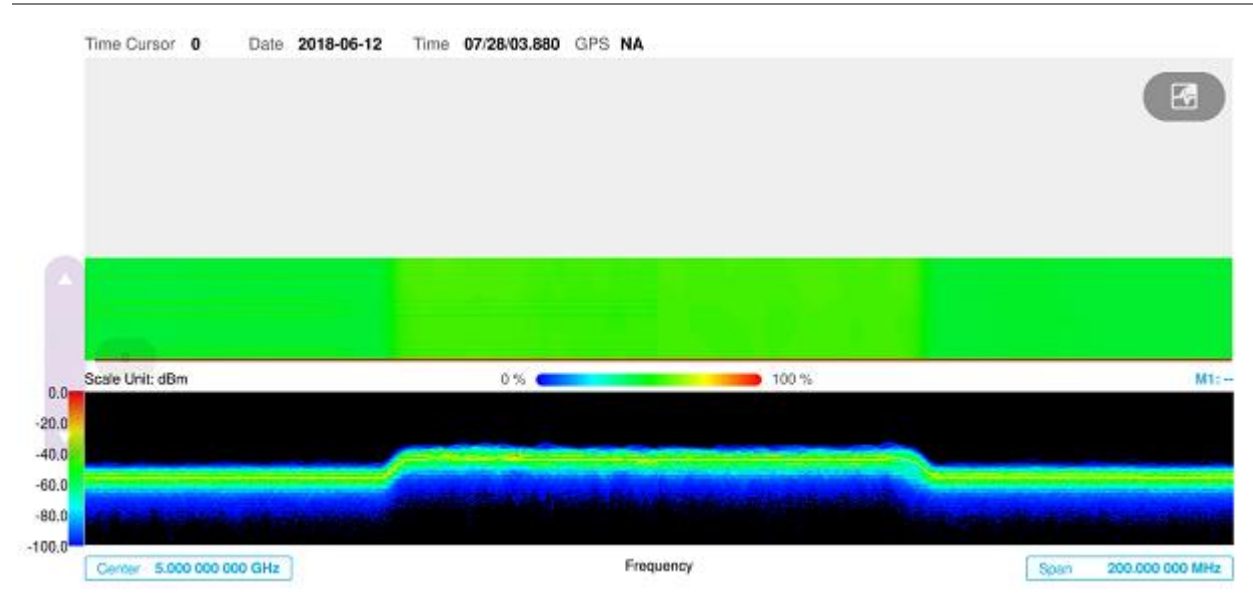 Time Cursor 0 Date 2018-06-12 Time 07/28/03.880 GPS NA
Scale Unit: dBm 0 % 100 % M1: --
0.0
-20.0
-40.0
-60.0
-80.0
-100.0
Center 5.000 000 000 GHz Frequency Span 200.000 000 MHz